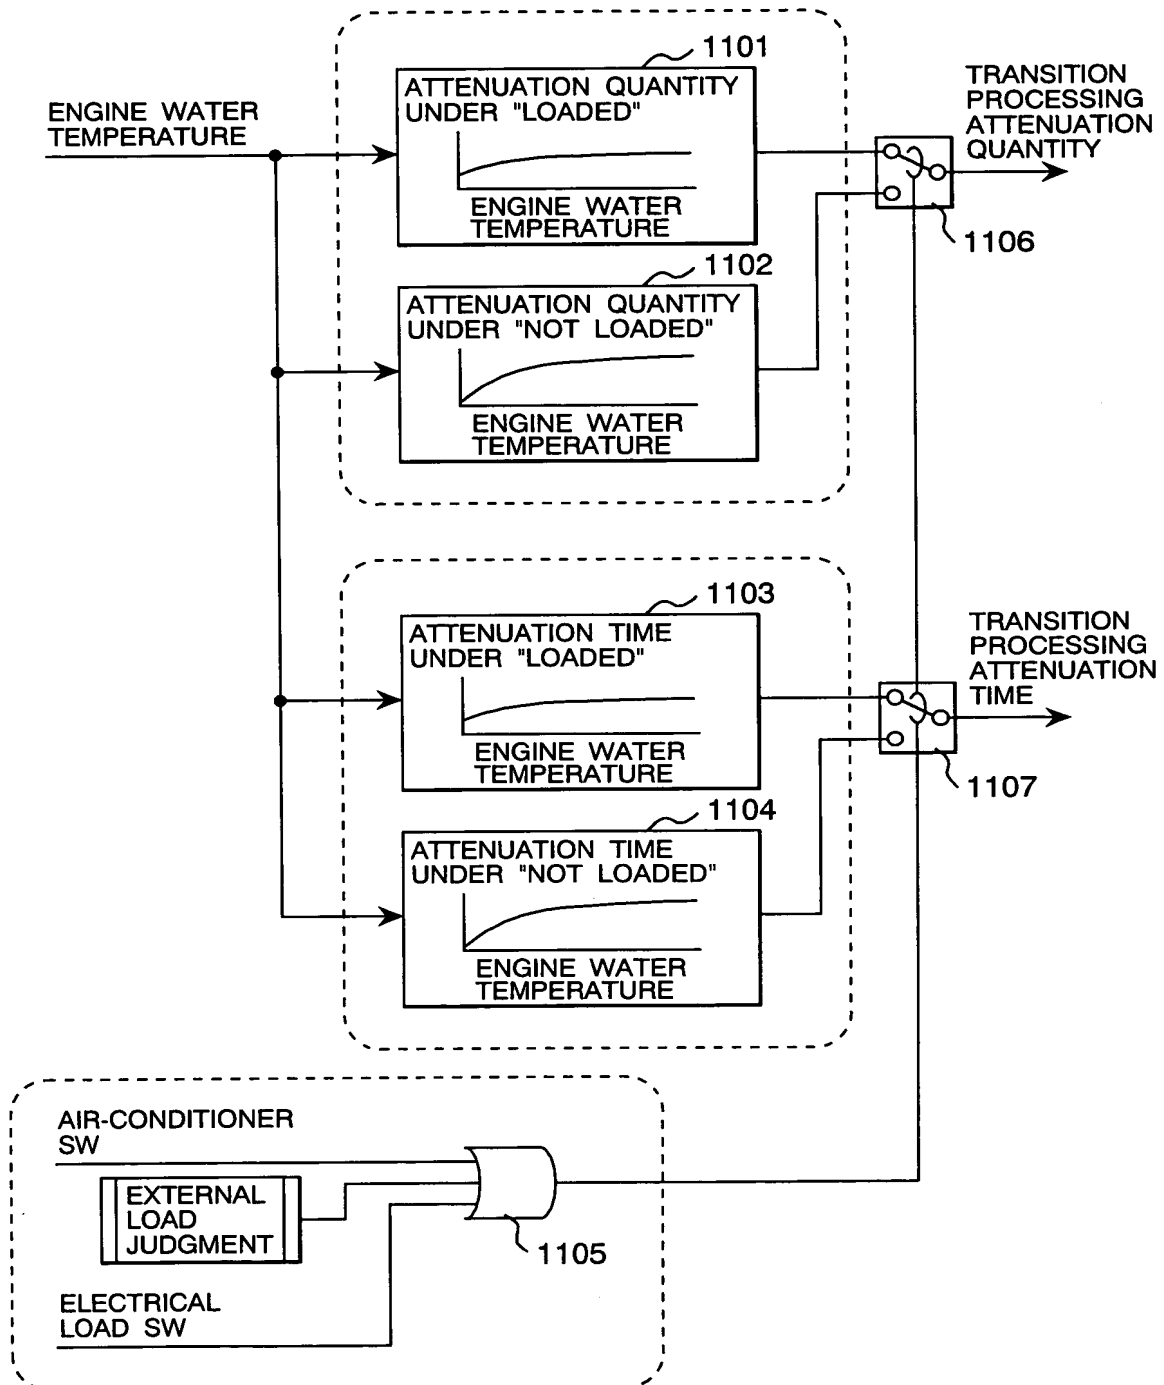 ENGINE WATER
TEMPERATURE
1101
ATTENUATION QUANTITY
UNDER "LOADED"
ENGINE WATER
TEMPERATURE
TRANSITION
PROCESSING
ATTENUATION
QUANTITY
1106
1102
ATTENUATION QUANTITY
UNDER "NOT LOADED"
ENGINE WATER
TEMPERATURE
1103
ATTENUATION TIME
UNDER "LOADED"
ENGINE WATER
TEMPERATURE
TRANSITION
PROCESSING
ATTENUATION
TIME
1107
1104
ATTENUATION TIME
UNDER "NOT LOADED"
ENGINE WATER
TEMPERATURE
AIR-CONDITIONER
SW
EXTERNAL
LOAD
JUDGMENT
1105
ELECTRICAL
LOAD SW